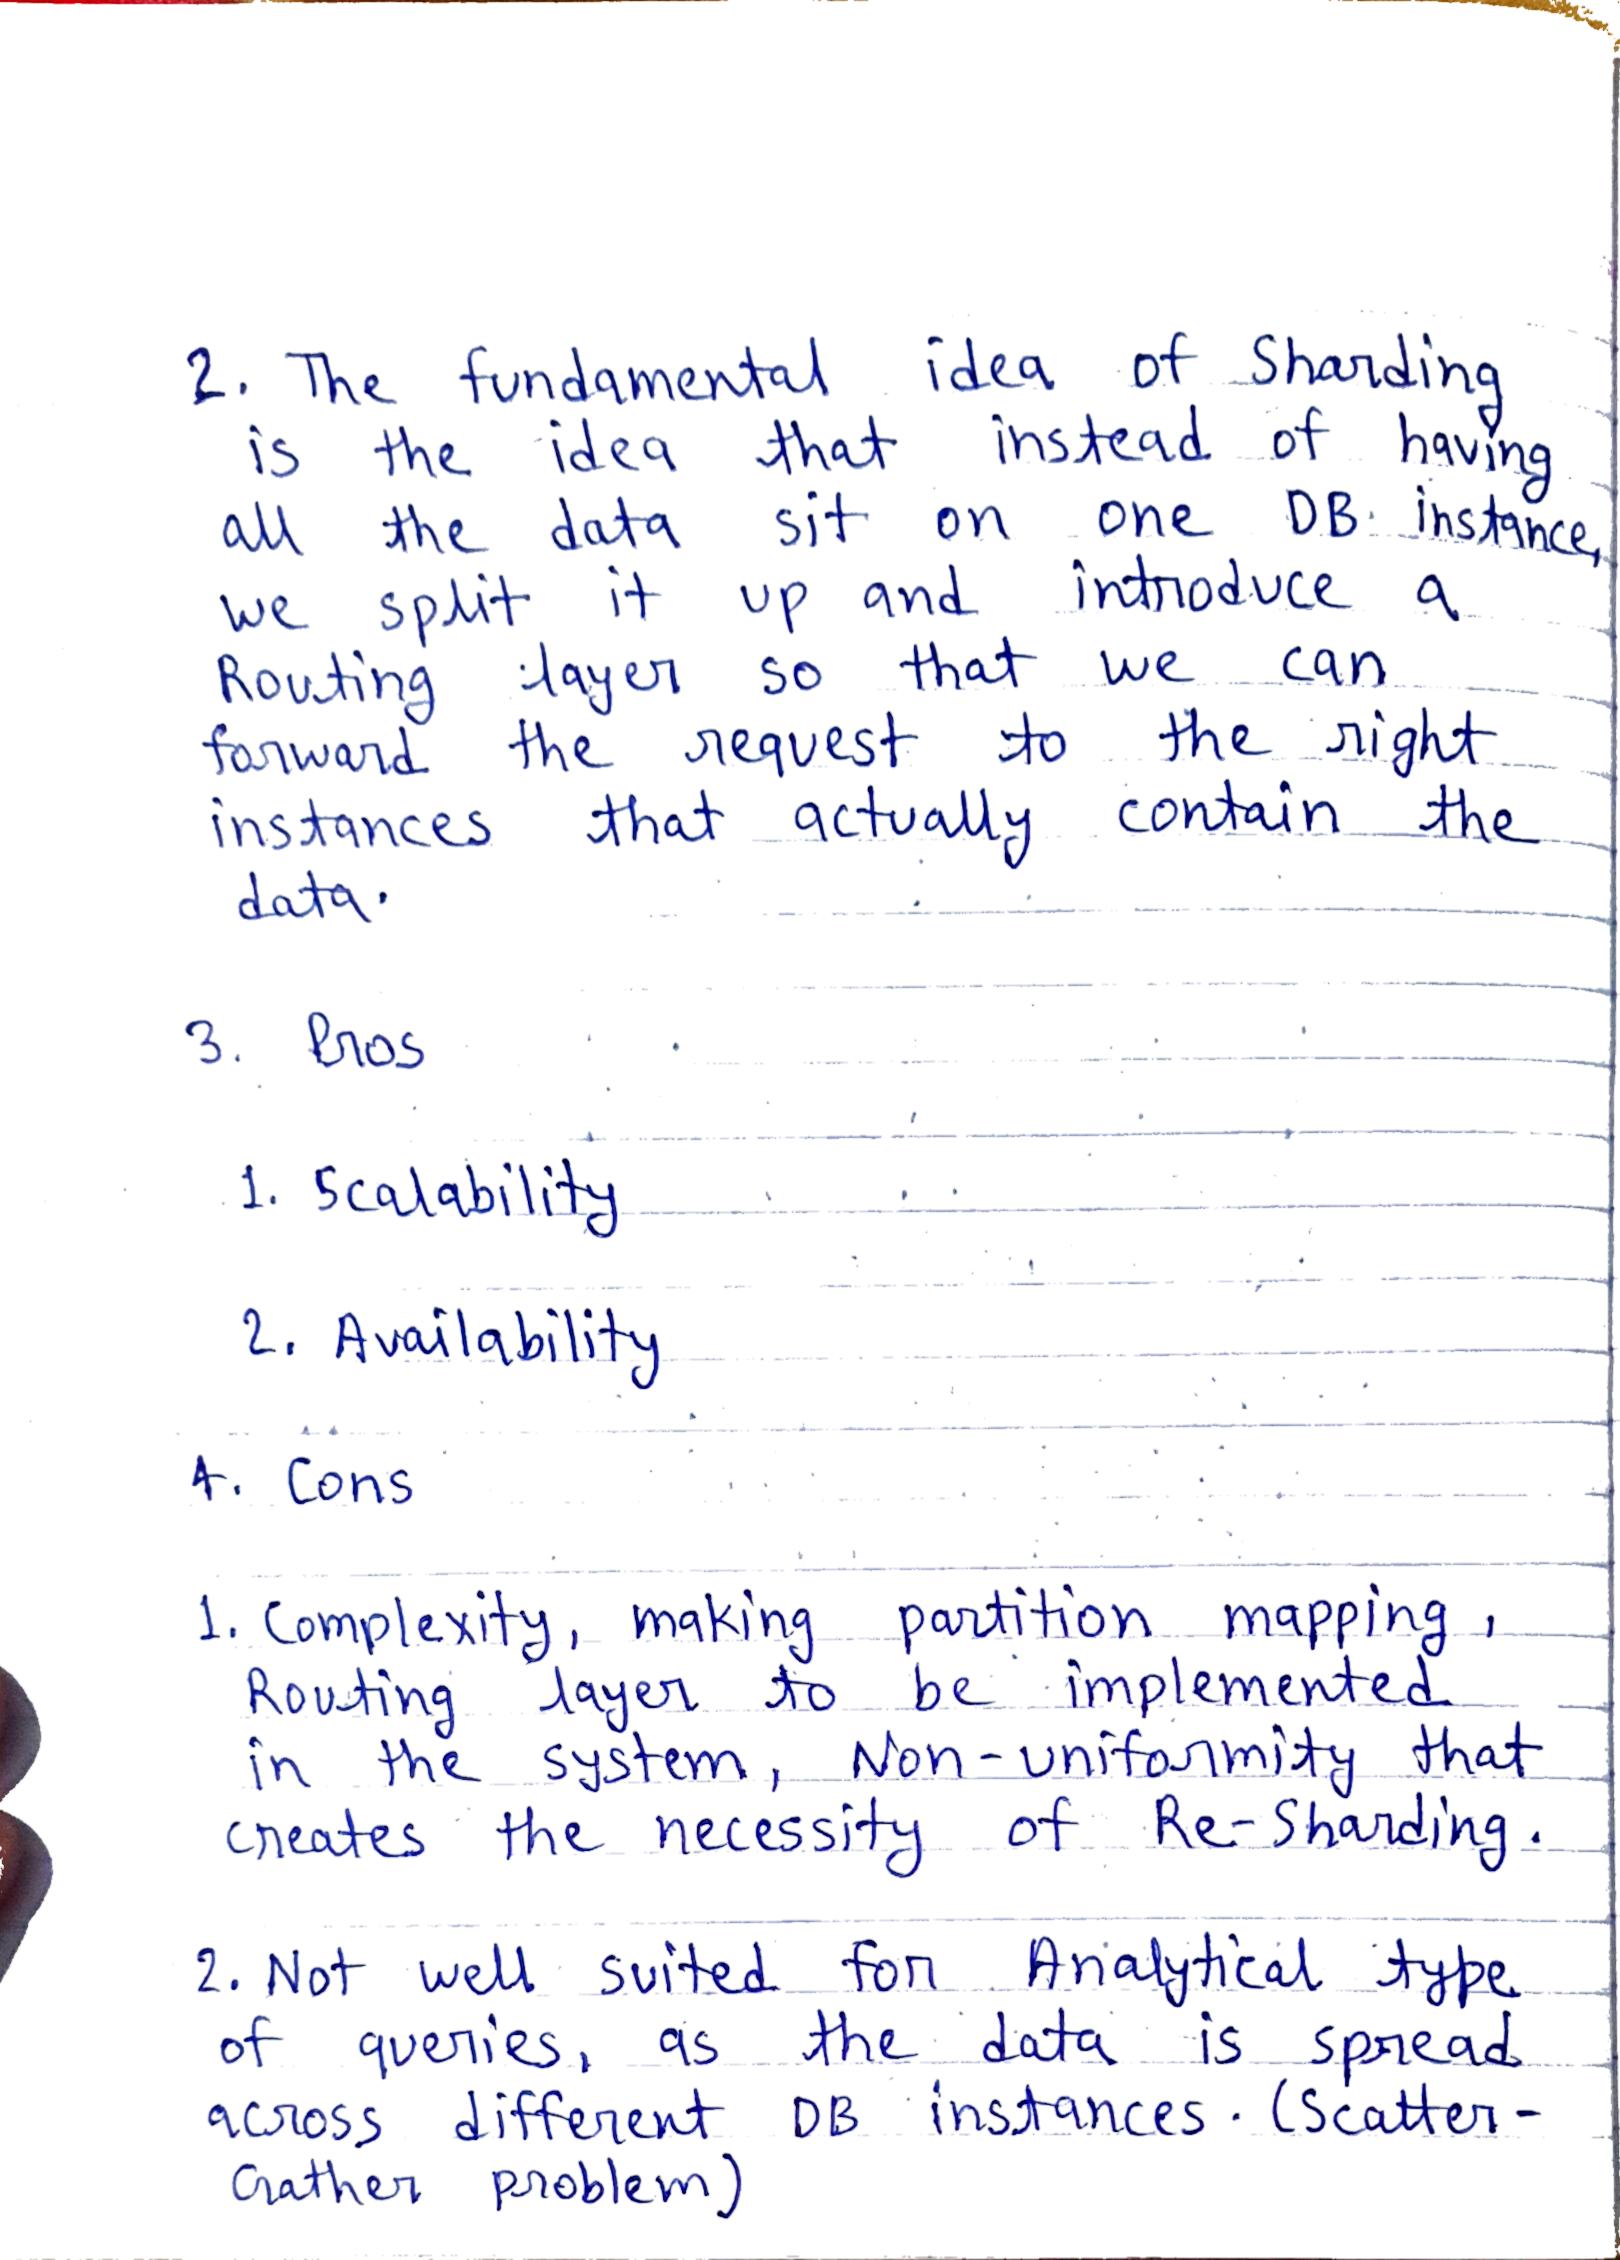 2. The fundamental idea of Sharding
is the idea that instead of having
all the data sit on one DB instance,
we split it up and introduce a
Routing layer so that we can
forward the request to the right
instances that actually contain the
data.
3. Pros
1. Scalability
2. Availability
4. Cons
1. Complexity, making partition mapping,
Routing layer to be implemented
in the system, Non-uniformity that
creates the necessity of Re-Sharding.
2. Not well suited for Analytical type
of queries, as the data is spread
across different DB instances. (Scatter-
Gather problem)